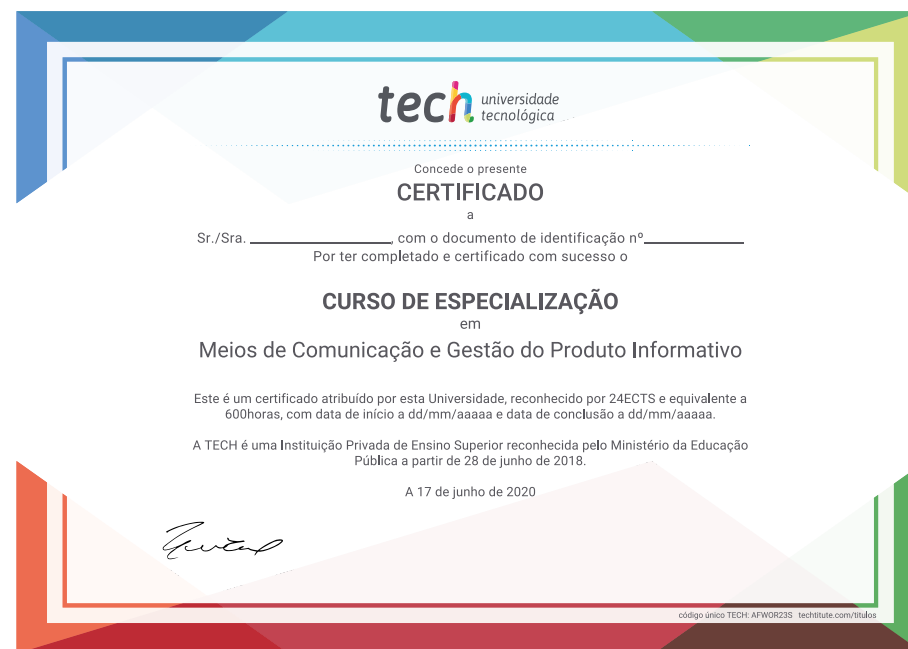 tech universidade
tecnológica
Concede o presente
CERTIFICADO
a
Sr./Sra. ____________________, com o documento de identificação nº______________
Por ter completado e certificado com sucesso o
CURSO DE ESPECIALIZAÇÃO
em
Meios de Comunicação e Gestão do Produto Informativo
Este é um certificado atribuído por esta Universidade, reconhecido por 24ECTS e equivalente a
600horas, com data de início a dd/mm/aaaaa e data de conclusão a dd/mm/aaaaa.
A TECH é uma Instituição Privada de Ensino Superior reconhecida pelo Ministério da Educação
Pública a partir de 28 de junho de 2018.
A 17 de junho de 2020
código único TECH: AFWOR23S techtitute.com/titulos